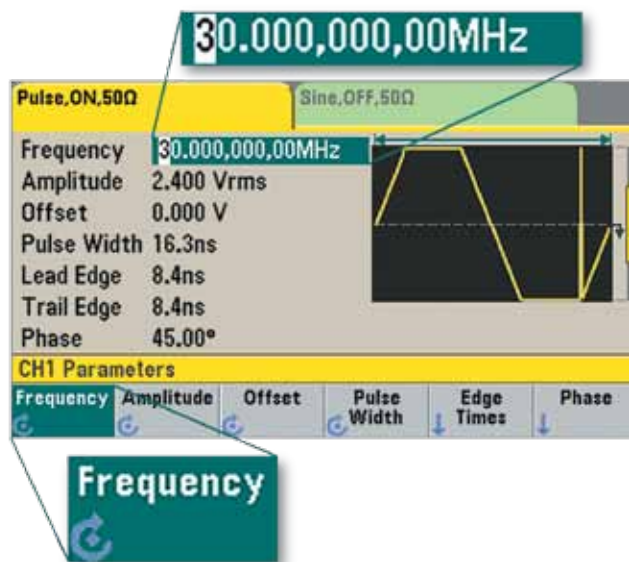 30.000,000,00MHz
Pulse,ON,50Ω
Sine,OFF,50Ω
Frequency 30.000,000,00MHz
Amplitude 2.400 Vrms
Offset 0.000 V
Pulse Width 16.3ns
Lead Edge 8.4ns
Trail Edge 8.4ns
Phase 45.00°
CH1 Parameters
Frequency Amplitude Offset Pulse Width Edge Times Phase
Frequency